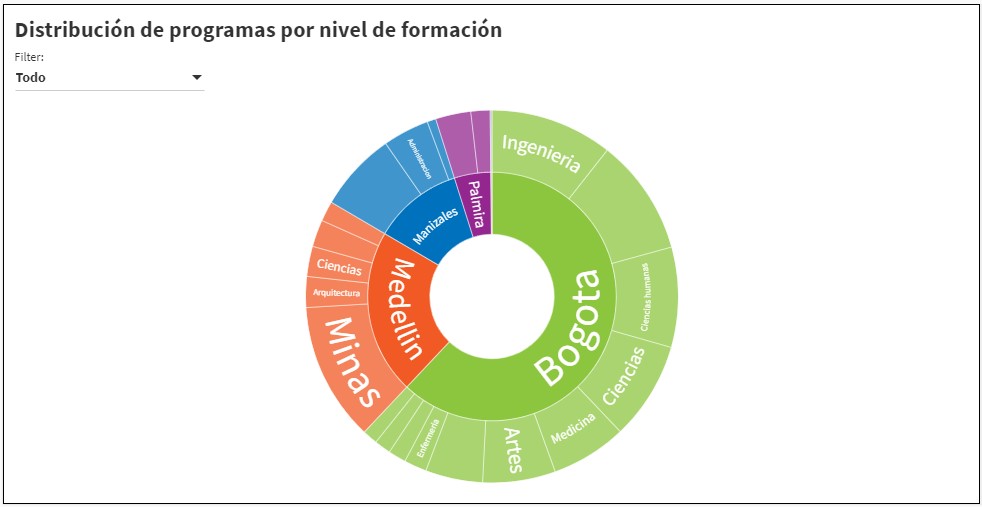 Distribución de programas por nivel de formación
Filter:
Todo
Ingenieria
Ciencias humanas
Ciencias
Medicina
Artes
Enfermeria
Minas
Arquitectura
Ciencias
Administracion
Bogota
Medellin
Manizales
Palmira